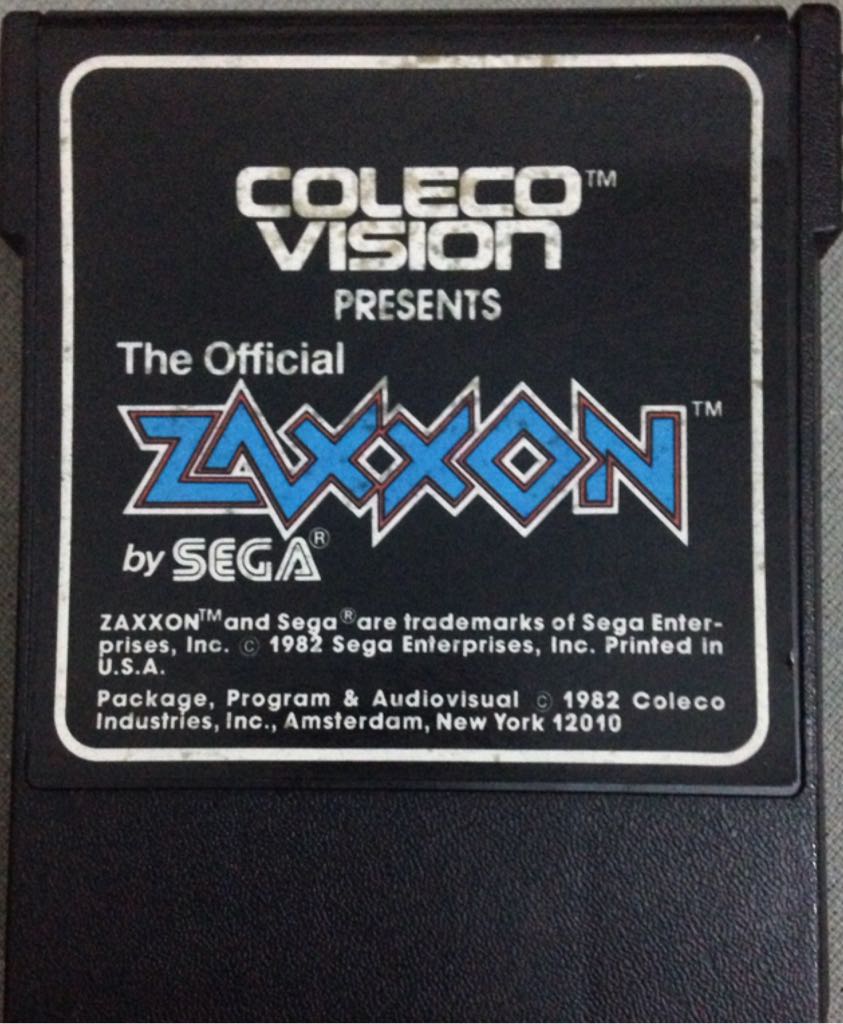 COLECO™
VISION
PRESENTS
The Official
ZAXXON™
by SEGA®
ZAXXON™ and Sega® are trademarks of Sega Enter-
prises, Inc. © 1982 Sega Enterprises, Inc. Printed in
U.S.A.
Package, Program & Audiovisual © 1982 Coleco
Industries, Inc., Amsterdam, New York 12010